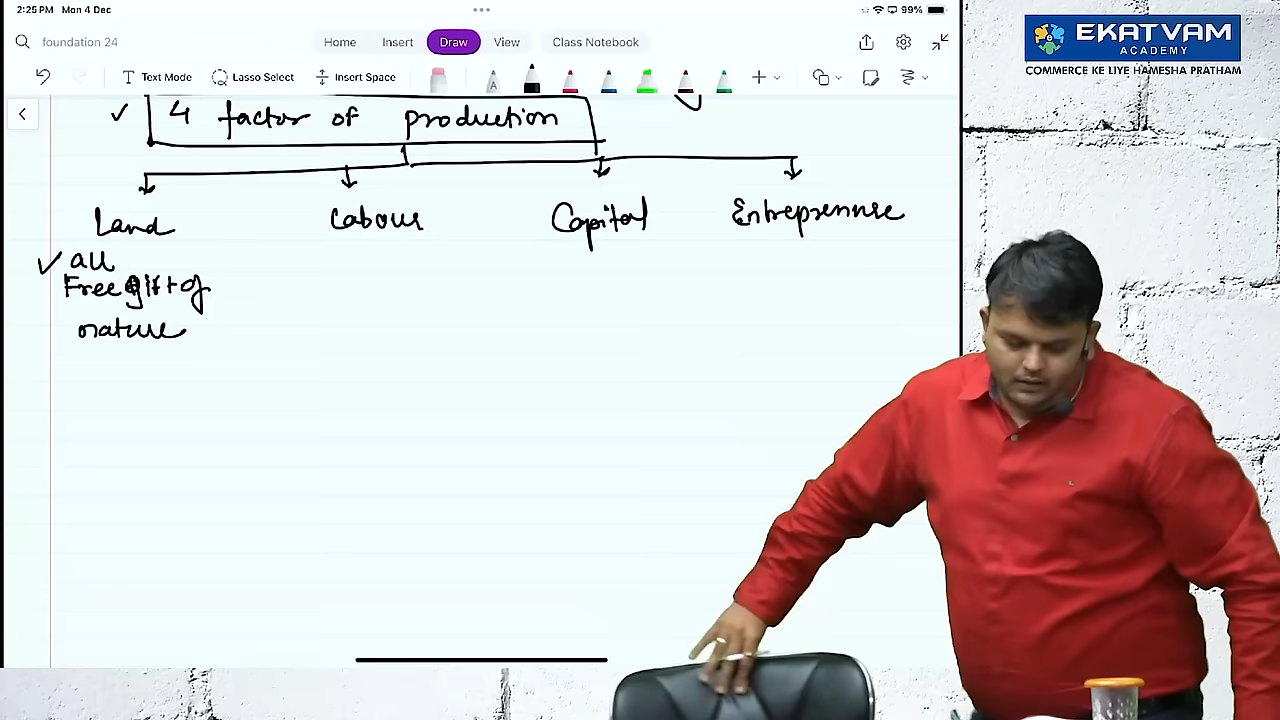 2:25 PM Mon 4 Dec
99%
EKATVAM
ACADEMY
COMMERCE KE LIYE HAMESHA PRATHAM
foundation 24
Home Insert Draw View Class Notebook
Text Mode Lasso Select Insert Space
4 factor of production
Land Labour Capital Entreprennure
all
Free gift of
nature